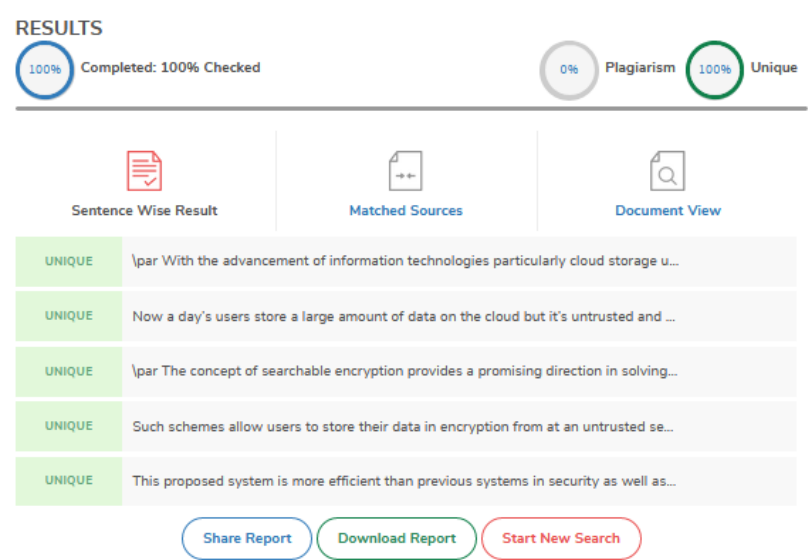 RESULTS
100% Completed: 100% Checked 0% Plagiarism 100% Unique
Sentence Wise Result Matched Sources Document View
UNIQUE \par With the advancement of information technologies particularly cloud storage u...
UNIQUE Now a day's users store a large amount of data on the cloud but it's untrusted and ...
UNIQUE \par The concept of searchable encryption provides a promising direction in solving...
UNIQUE Such schemes allow users to store their data in encryption from at an untrusted se...
UNIQUE This proposed system is more efficient than previous systems in security as well as...
Share Report Download Report Start New Search